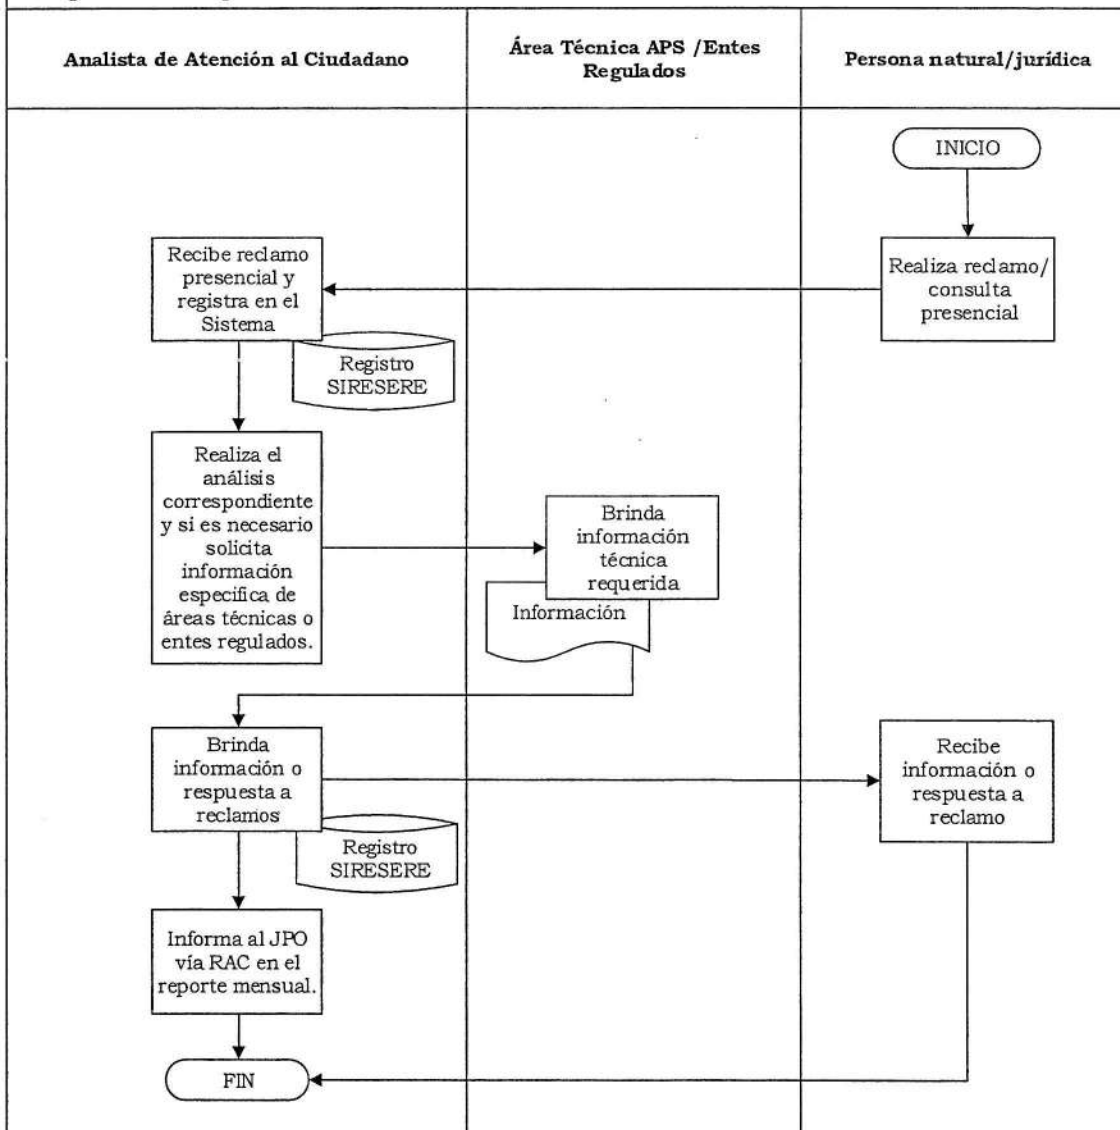 Analista de Atención al Ciudadano
Área Técnica APS /Entes
Regulados
Persona natural/jurídica
INICIO
Realiza reclamo/
consulta
presencial
Recibe reclamo
presencial y
registra en el
Sistema
Registro
SIRESERE
Realiza el
análisis
correspondiente
y si es necesario
solicita
información
especifica de
áreas técnicas o
entes regulados.
Brinda
información
técnica
requerida
Información
Brinda
información o
respuesta a
reclamos
Registro
SIRESERE
Recibe
información o
respuesta a
reclamo
Informa al JPO
vía RAC en el
reporte mensual.
FIN